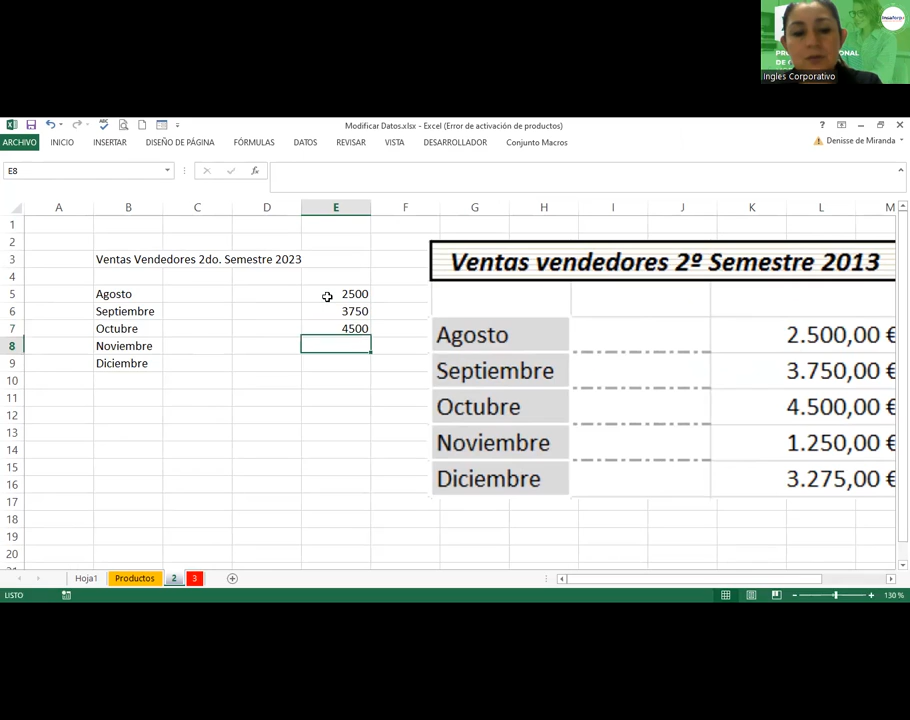 Ingles Corporativo
Modificar Datos.xlsx - Excel (Error de activación de productos)
ARCHIVO INICIO INSERTAR DISEÑO DE PÁGINA FÓRMULAS DATOS REVISAR VISTA DESARROLLADOR Conjunto Macros
Denisse de Miranda
E8
A B C D E F G H I J K L M
1
2
3 Ventas Vendedores 2do. Semestre 2023
4
5 Agosto 2500
6 Septiembre 3750
7 Octubre 4500
8 Noviembre
9 Diciembre
10
11
12
13
14
15
16
17
18
19
20
Ventas vendedores 2º Semestre 2013
Agosto 2.500,00 €
Septiembre 3.750,00 €
Octubre 4.500,00 €
Noviembre 1.250,00 €
Diciembre 3.275,00 €
Hoja1 Productos 2 3
LISTO 130 %